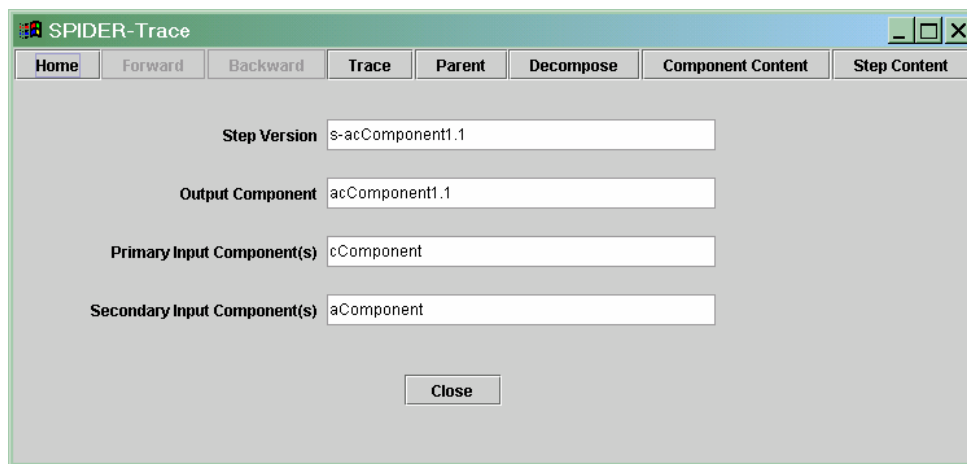 SPIDER-Trace
Home Forward Backward Trace Parent Decompose Component Content Step Content
Step Version s-acComponent1.1
Output Component acComponent1.1
Primary Input Component(s) cComponent
Secondary Input Component(s) aComponent
Close